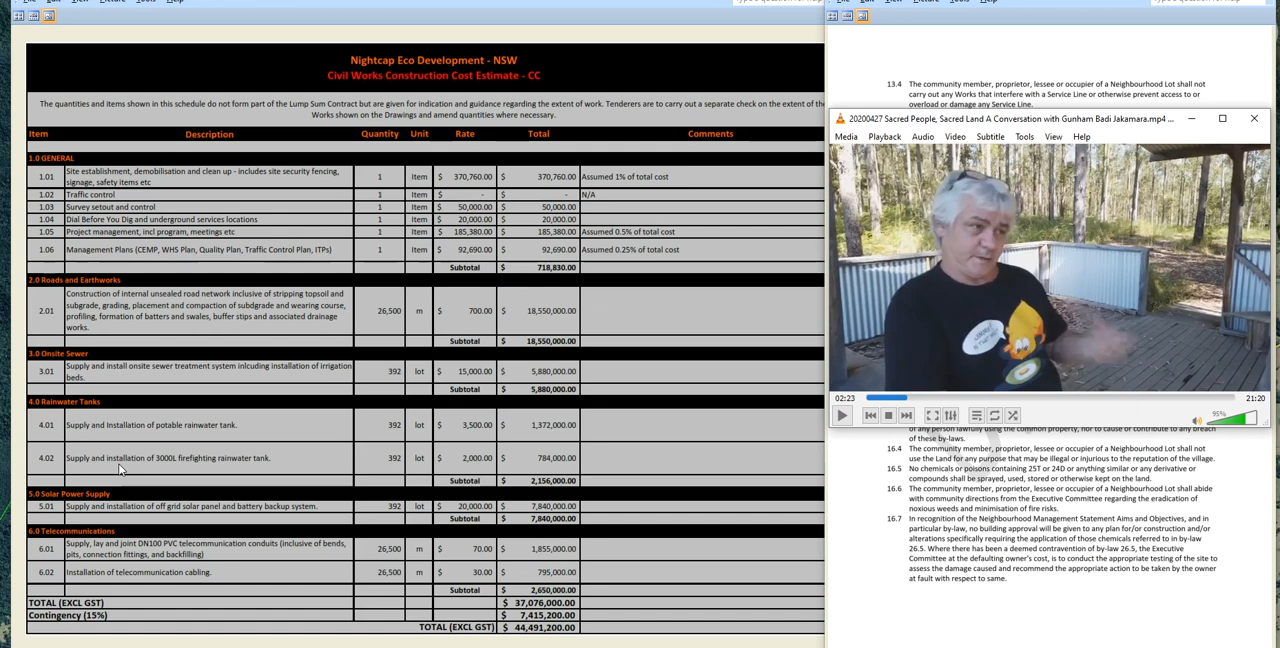 Nightcap Eco Development - NSW
Civil Works Construction Cost Estimate - CC
The quantities and items shown in this schedule do not form part of the Lump Sum Contract but are given for indication and guidance regarding the extent of work. Tenderers are to carry out a separate check on the extent of the
Works shown on the Drawings and amend quantities where necessary.
Item Description Quantity Unit Rate Total Comments
1.0 GENERAL
1.01 Site establishment, demobilisation and clean up - includes site security fencing, signage, safety items etc 1 Item $ 370,760.00 $ 370,760.00 Assumed 1% of total cost
1.02 Traffic control 1 Item $ - $ - N/A
1.03 Survey setout and control 1 Item $ 50,000.00 $ 50,000.00
1.04 Dial Before You Dig and underground services locations 1 Item $ 20,000.00 $ 20,000.00
1.05 Project management, incl program, meetings etc 1 Item $ 185,380.00 $ 185,380.00 Assumed 0.5% of total cost
1.06 Management Plans (CEMP, WHS Plan, Quality Plan, Traffic Control Plan, ITPs) 1 Item $ 92,690.00 $ 92,690.00 Assumed 0.25% of total cost
Subtotal $ 718,830.00
2.0 Roads and Earthworks
2.01 Construction of internal unsealed road network inclusive of stripping topsoil and subgrade, grading, placement and compaction of subdgrade and wearing course, profiling, formation of batters and swales, buffer stips and associated drainage works. 26,500 m $ 700.00 $ 18,550,000.00
Subtotal $ 18,550,000.00
3.0 Onsite Sewer
3.01 Supply and install onsite sewer treatment system inlcuding installation of irrigation beds. 392 lot $ 15,000.00 $ 5,880,000.00
Subtotal $ 5,880,000.00
4.0 Rainwater Tanks
4.01 Supply and Installation of potable rainwater tank. 392 lot $ 3,500.00 $ 1,372,000.00
4.02 Supply and installation of 3000L firefighting rainwater tank. 392 lot $ 2,000.00 $ 784,000.00
Subtotal $ 2,156,000.00
5.0 Solar Power Supply
5.01 Supply and installation of off grid solar panel and battery backup system. 392 lot $ 20,000.00 $ 7,840,000.00
Subtotal $ 7,840,000.00
6.0 Telecommunications
6.01 Supply, lay and joint DN100 PVC telecommunication conduits (inclusive of bends, pits, connection fittings, and backfilling) 26,500 m $ 70.00 $ 1,855,000.00
6.02 Installation of telecommunication cabling. 26,500 m $ 30.00 $ 795,000.00
Subtotal $ 2,650,000.00
TOTAL (EXCL GST) $ 37,076,000.00
Contingency (15%) $ 7,415,200.00
TOTAL (EXCL GST) $ 44,491,200.00
13.4 The community member, proprietor, lessee or occupier of a Neighbourhood Lot shall not
carry out any Works that interfere with a Service Line or otherwise prevent access to or
overload or damage any Service Line.
20200427 Sacred People, Sacred Land A Conversation with Gunham Badi Jakamara.mp4 ...
Media Playback Audio Video Subtitle Tools View Help
02:23 21:20
95%
of any person lawfully using the common property, nor to cause or contribute to any breach
of these by-laws.
16.4 The community member, proprietor, lessee or occupier of a Neighbourhood Lot shall not
use the Land for any purpose that may be illegal or injurious to the reputation of the village.
16.5 No chemicals or poisons containing 25T or 24D or anything similar or any derivative or
compounds shall be sprayed, used, stored or otherwise kept on the land.
16.6 The community member, proprietor, lessee or occupier of a Neighbourhood Lot shall abide
with community directions from the Executive Committee regarding the eradication of
noxious weeds and minimisation of fire risks.
16.7 In recognition of the Neighbourhood Management Statement Aims and Objectives, and in
particular by-law, no building approval will be given to any plan for/or construction and/or
alterations specifically requiring the application of those chemicals referred to in by-law
26.5. Where there has been a deemed contravention of by-law 26.5, the Executive
Committee at the defaulting owner's cost, is to conduct the appropriate testing of the site to
assess the damage caused and recommend the appropriate action to be taken by the owner
at fault with respect to same.